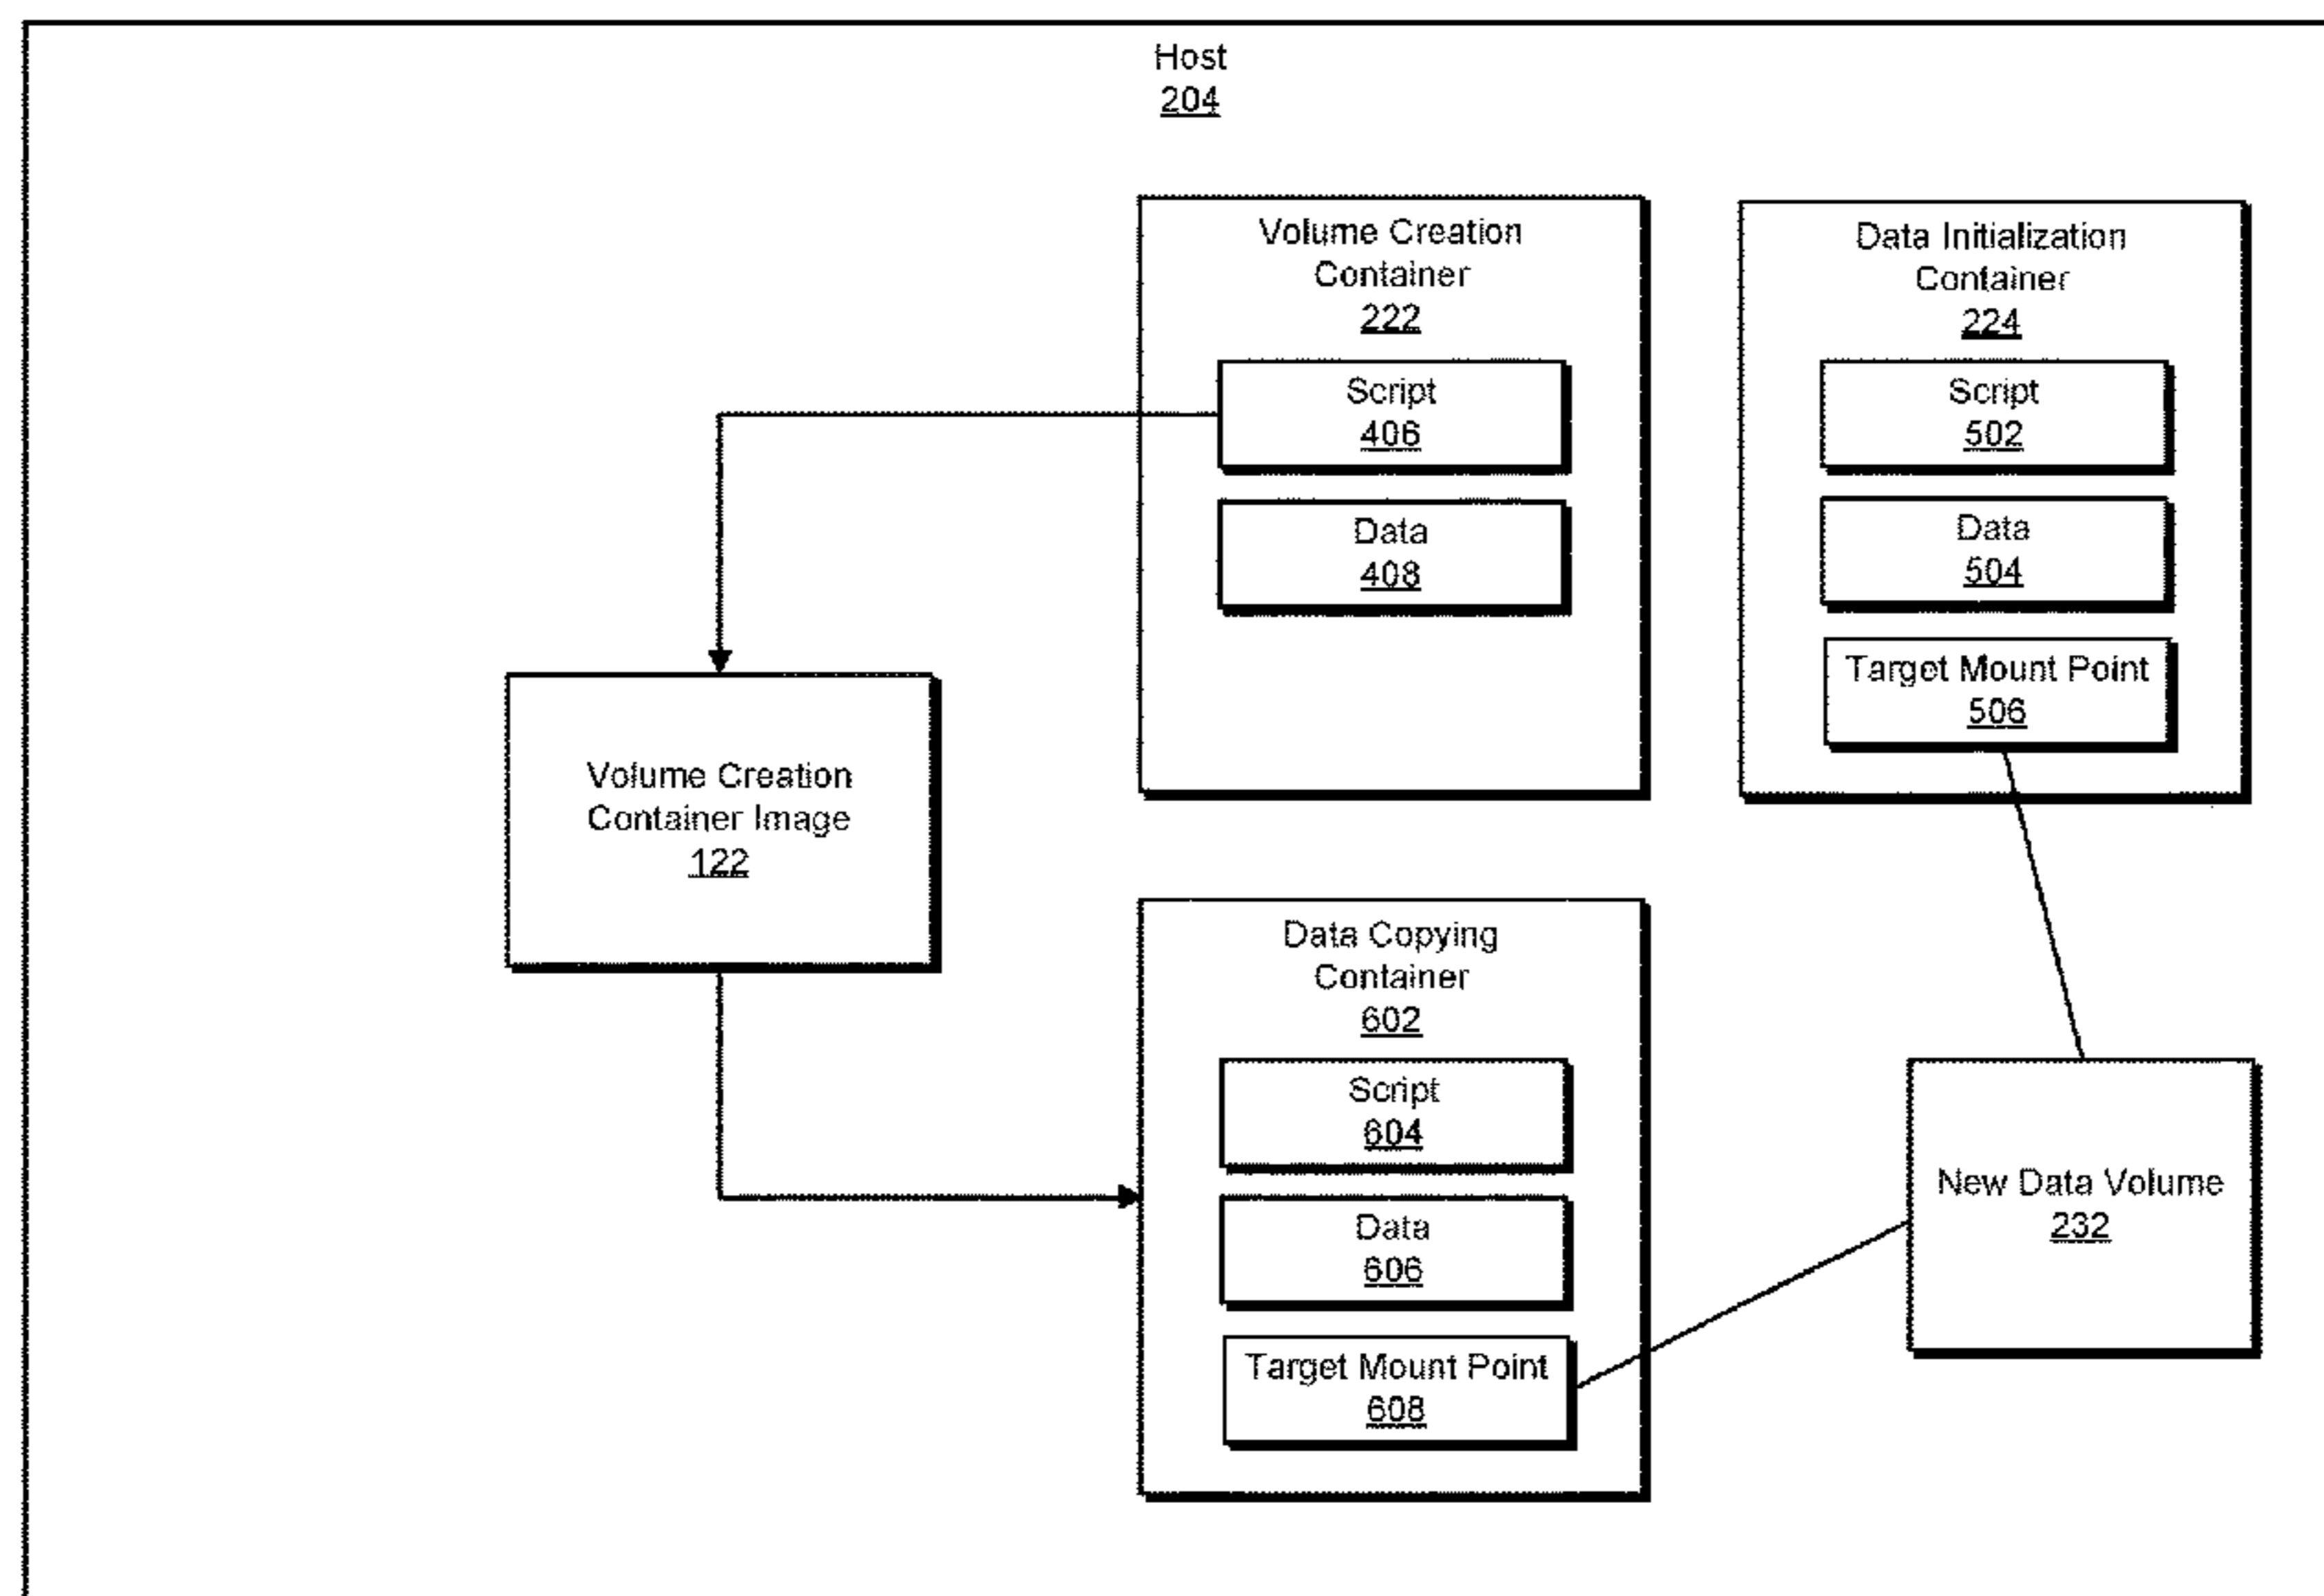 Host
204
Volume Creation
Container
222
Script
406
Data
408
Data Initialization
Container
224
Script
502
Data
504
Target Mount Point
506
Volume Creation
Container Image
122
Data Copying
Container
602
Script
604
Data
606
Target Mount Point
608
New Data Volume
232